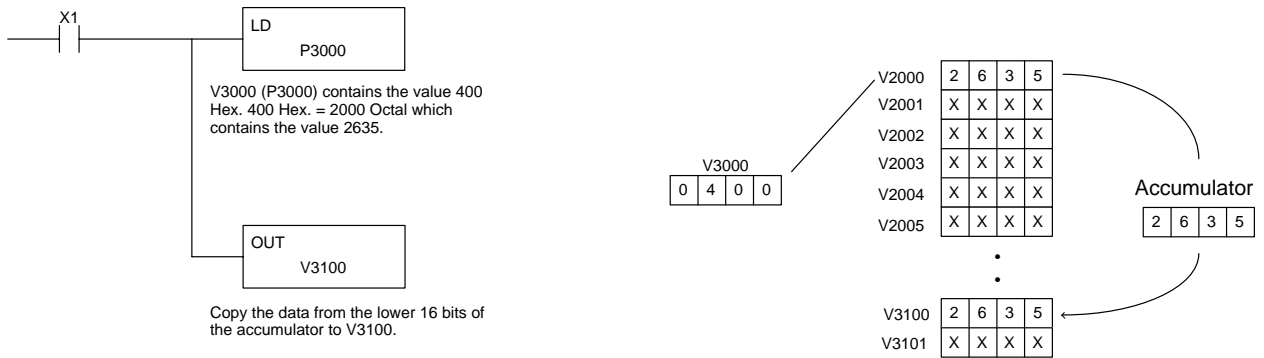 X1
LD
P3000
V3000 (P3000) contains the value 400
Hex. 400 Hex. = 2000 Octal which
contains the value 2635.
OUT
V3100
Copy the data from the lower 16 bits of
the accumulator to V3100.
V3000
0 4 0 0
V2000 2 6 3 5
V2001 X X X X
V2002 X X X X
V2003 X X X X
V2004 X X X X
V2005 X X X X
Accumulator
2 6 3 5
V3100 2 6 3 5
V3101 X X X X